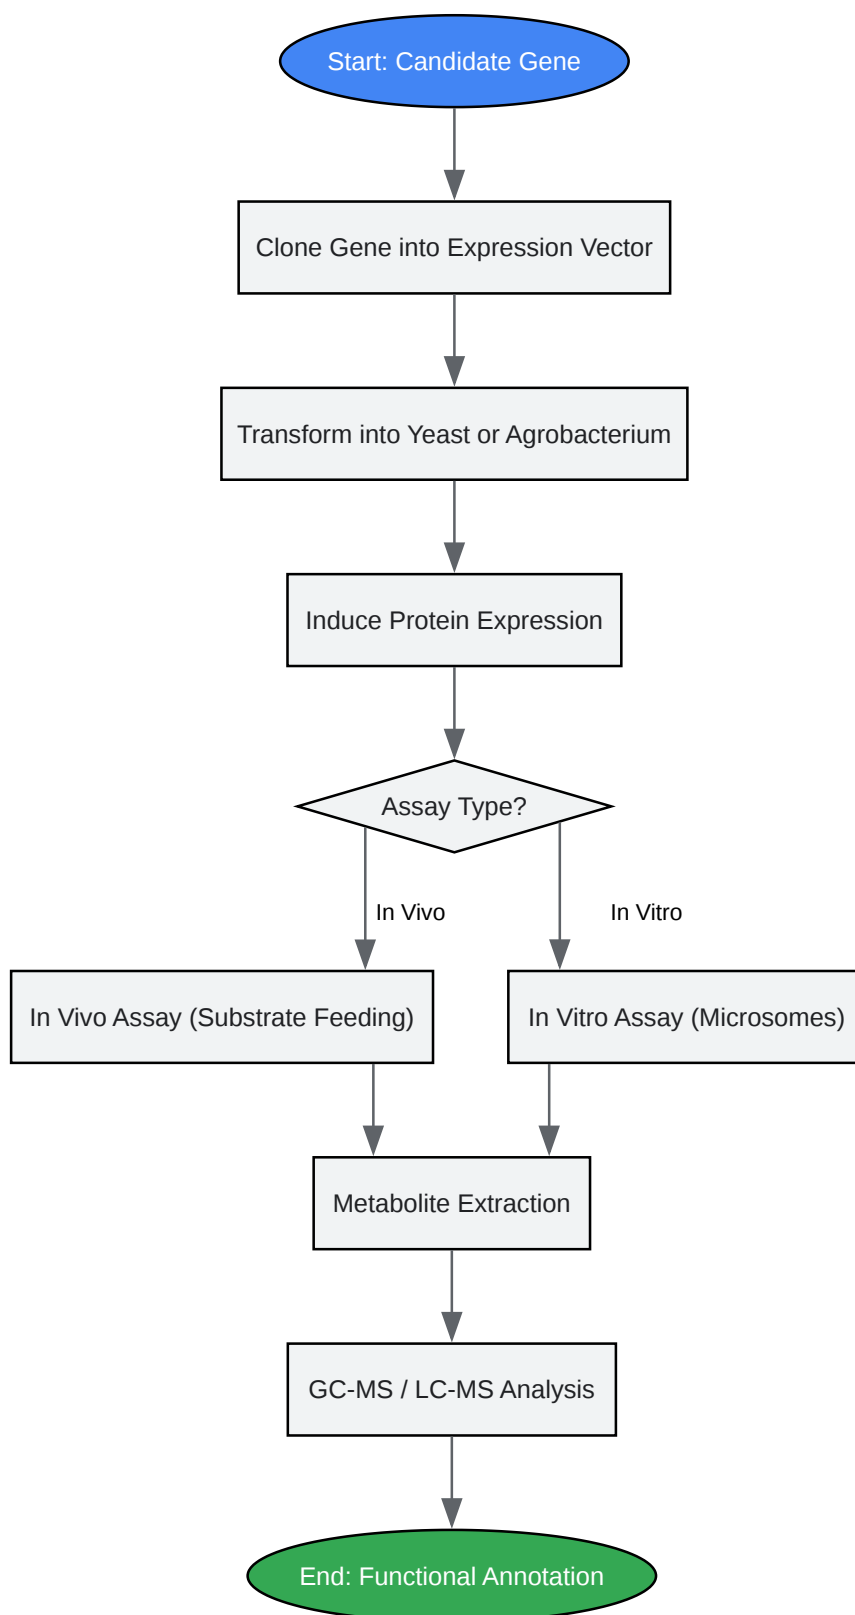 Start: Candidate Gene
Clone Gene into Expression Vector
Transform into Yeast or Agrobacterium
Induce Protein Expression
Assay Type?
In Vivo
In Vitro
In Vivo Assay (Substrate Feeding)
In Vitro Assay (Microsomes)
Metabolite Extraction
GC-MS / LC-MS Analysis
End: Functional Annotation